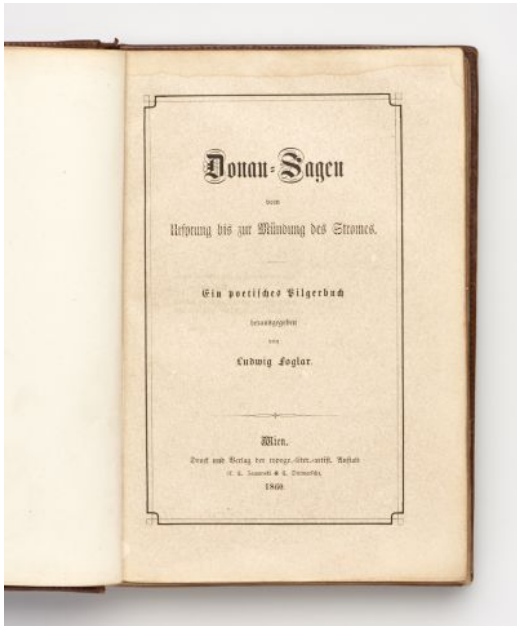 Donau-Sagen
vom
Ursprung bis zur Mündung des Stromes.
Ein poetisches Pilgerbuch
herausgegeben
von
Ludwig Foglar.
Wien.
Druck und Verlag der typogr.-liter.-artist. Anstalt
(L. C. Zamarski & C. Dittmarsch).
1860.